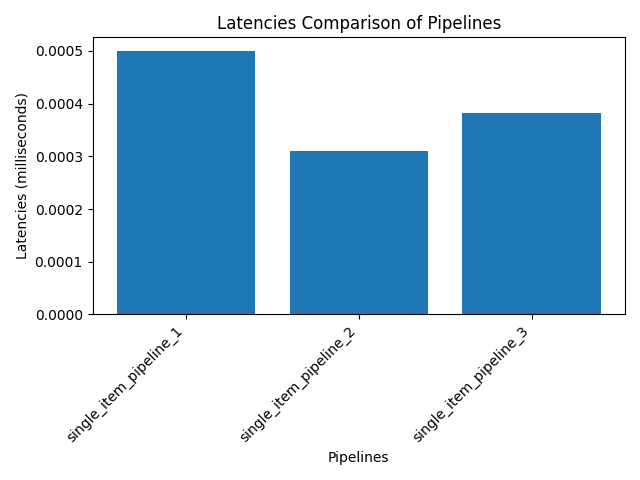 Latencies Comparison of Pipelines
Latencies (milliseconds)
0.0005
0.0004
0.0003
0.0002
0.0001
0.0000
single_item_pipeline_1
single_item_pipeline_2
single_item_pipeline_3
Pipelines